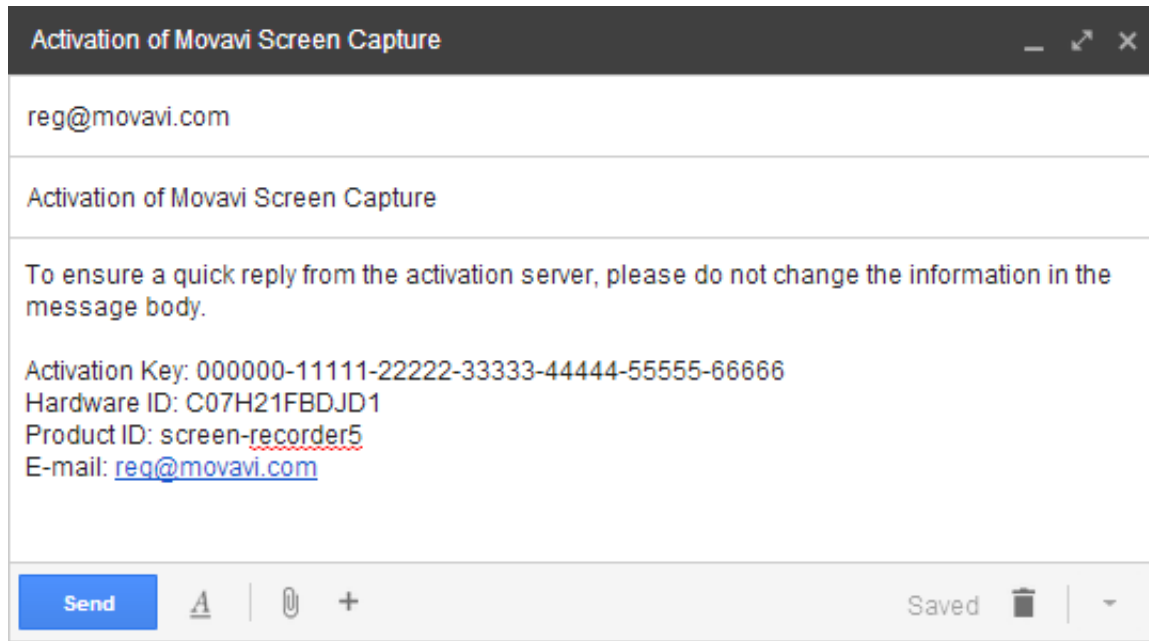 Activation of Movavi Screen Capture
reg@movavi.com
Activation of Movavi Screen Capture
To ensure a quick reply from the activation server, please do not change the information in the
message body.
Activation Key: 000000-11111-22222-33333-44444-55555-66666
Hardware ID: C07H21FBDJD1
Product ID: screen-recorder5
E-mail: reg@movavi.com
Send A Saved